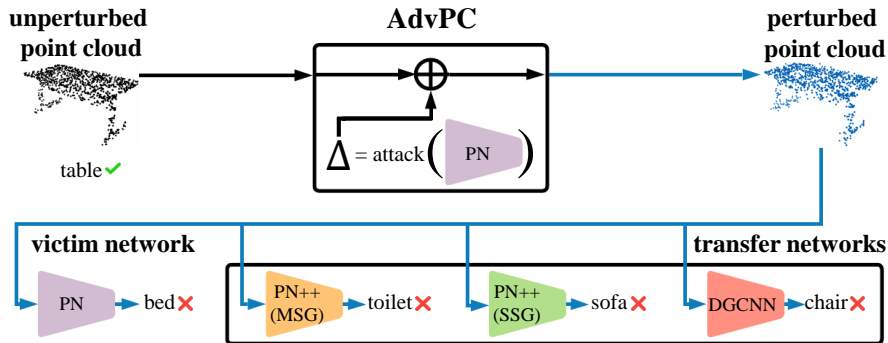 unperturbed
point cloud
AdvPC
perturbed
point cloud
Δ = attack( PN )
table
victim network
transfer networks
PN
bed
PN++
(MSG)
toilet
PN++
(SSG)
sofa
DGCNN
chair